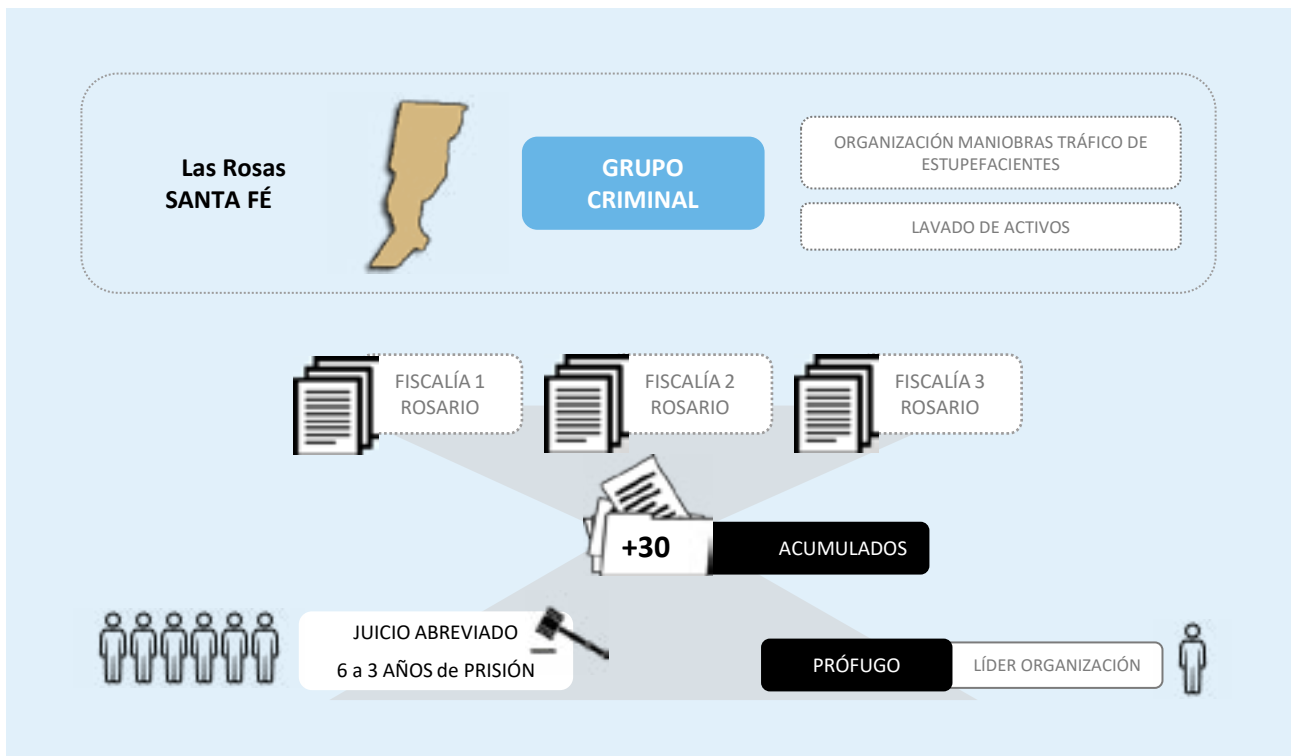 Las Rosas
SANTA FÉ
GRUPO
CRIMINAL
ORGANIZACIÓN MANIOBRAS TRÁFICO DE
ESTUPEFACIENTES
LAVADO DE ACTIVOS
FISCALÍA 1
ROSARIO
FISCALÍA 2
ROSARIO
FISCALÍA 3
ROSARIO
+30
ACUMULADOS
JUICIO ABREVIADO
6 a 3 AÑOS de PRISIÓN
PRÓFUGO
LÍDER ORGANIZACIÓN